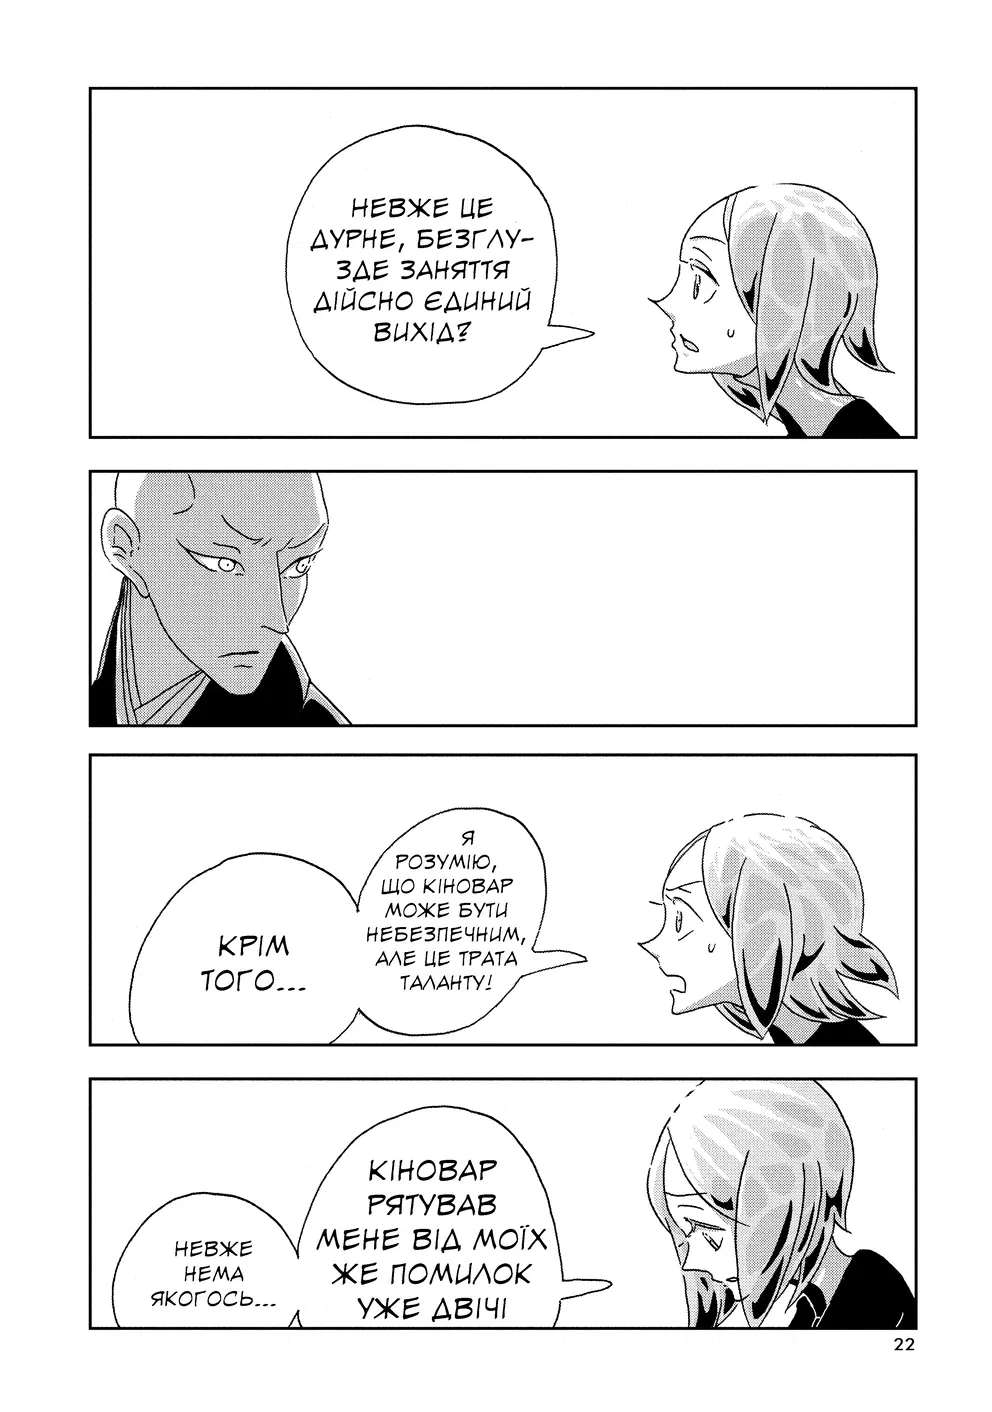 НЕВЖЕ ЦЕ
ДУРНЕ, БЕЗГЛУ-
ЗДЕ ЗАНЯТТЯ
ДІЙСНО ЄДИНИЙ
ВИХІД?
Я
РОЗУМІЮ,
ЩО КІНОВАР
МОЖЕ БУТИ
НЕБЕЗПЕЧНИМ,
АЛЕ ЦЕ ТРАТА
ТАЛАНТУ!
КРІМ
ТОГО...
КІНОВАР
РЯТУВАВ
МЕНЕ ВІД МОЇХ
ЖЕ ПОМИЛОК
УЖЕ ДВІЧІ
НЕВЖЕ
НЕМА
ЯКОГОСЬ...
22